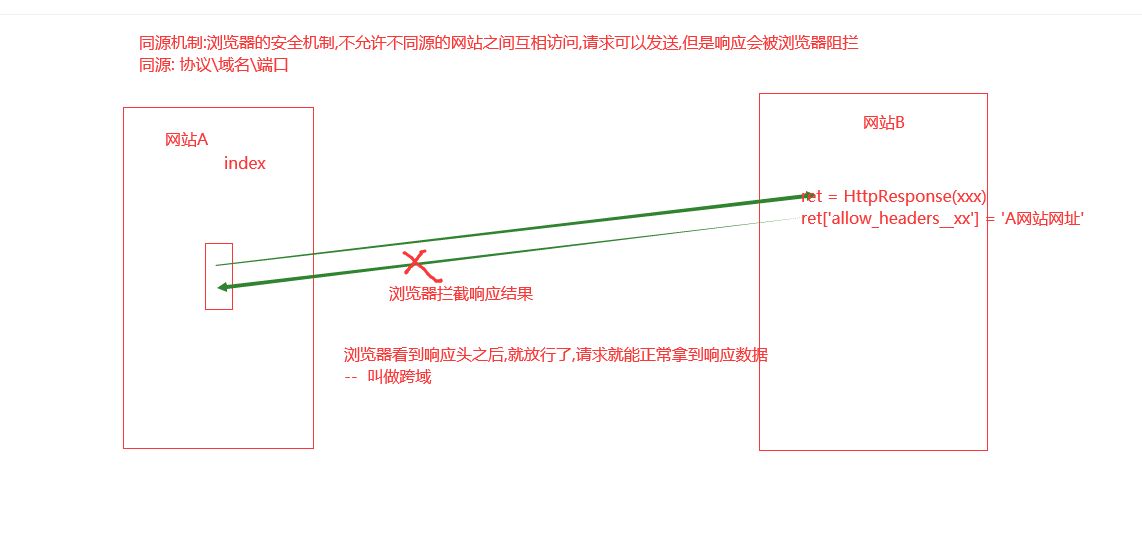 同源机制:浏览器的安全机制,不允许不同源的网站之间互相访问,请求可以发送,但是响应会被浏览器阻拦
同源: 协议\域名\端口
网站A
index
网站B
ret = HttpResponse(xxx)
ret['allow_headers__xx'] = 'A网站网址'
浏览器拦截响应结果
浏览器看到响应头之后,就放行了,请求就能正常拿到响应数据
-- 叫做跨域